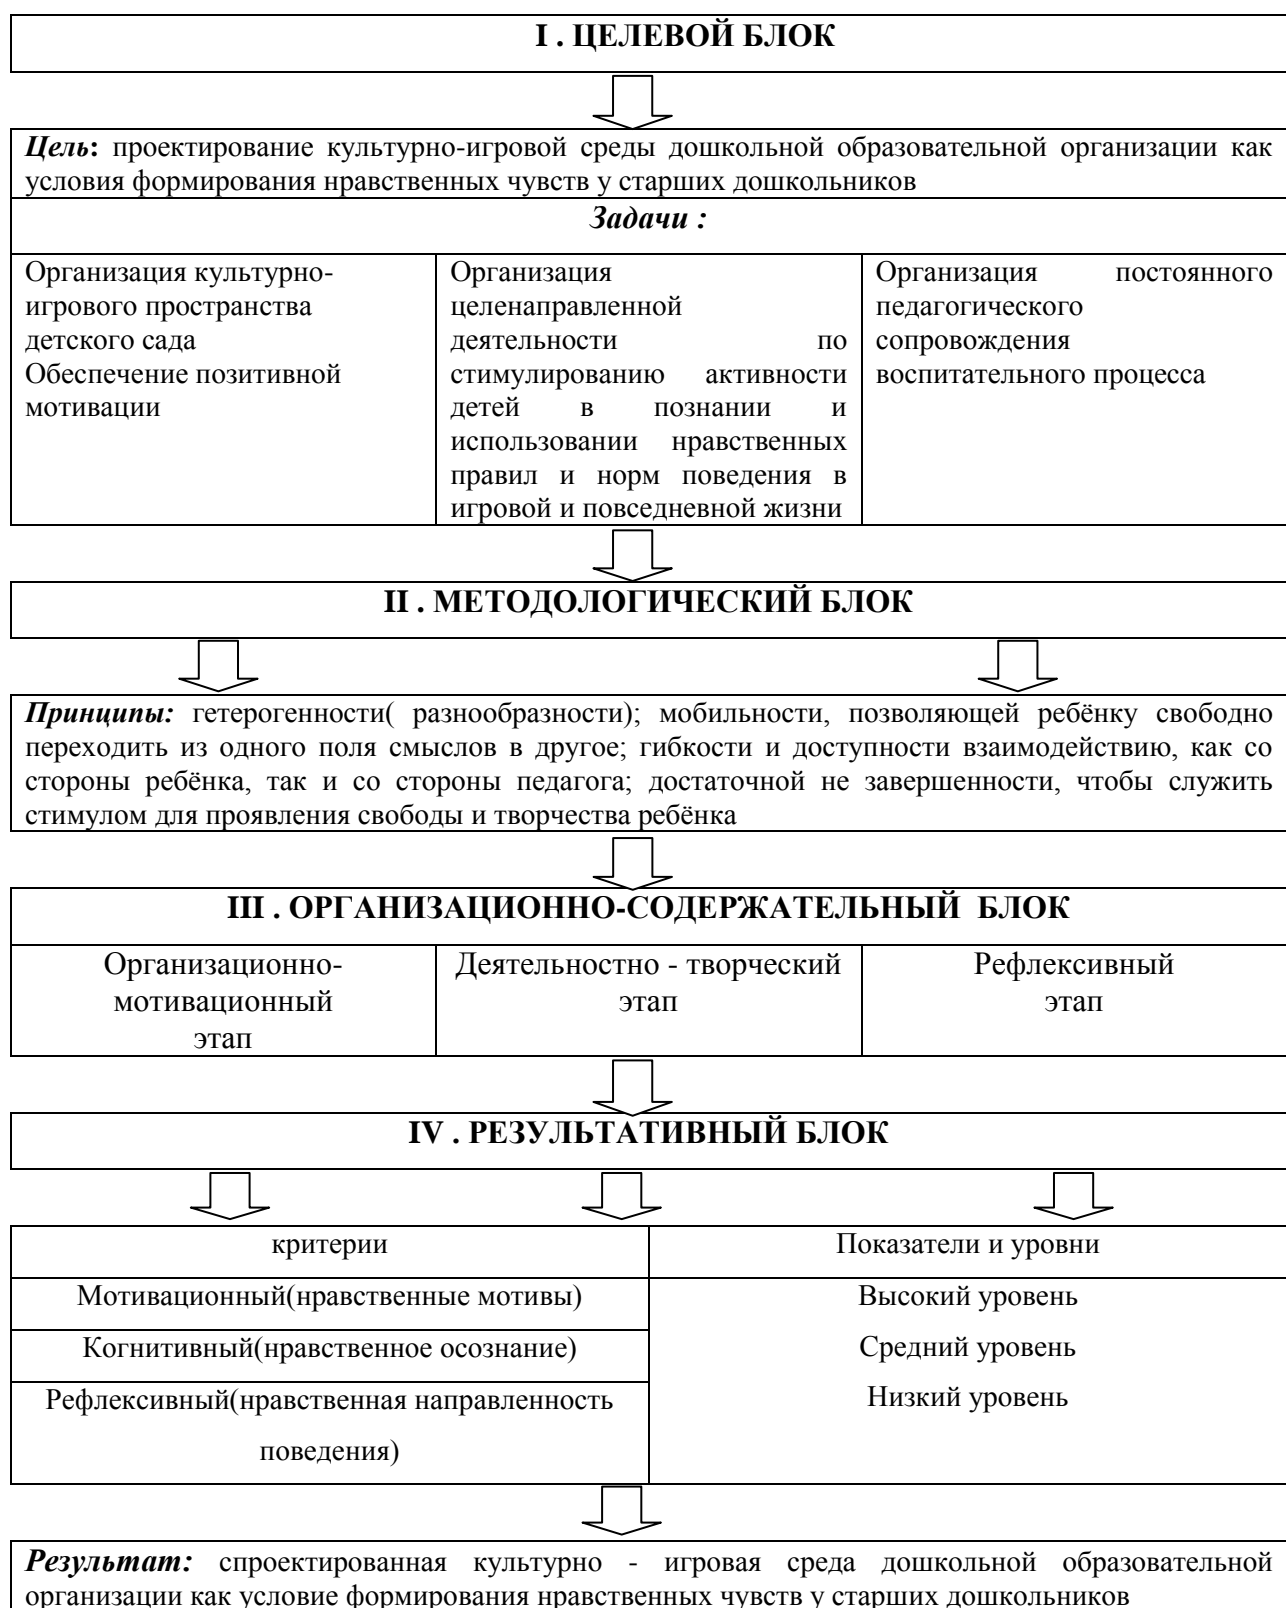 I . ЦЕЛЕВОЙ БЛОК
Цель: проектирование культурно-игровой среды дошкольной образовательной организации как
условия формирования нравственных чувств у старших дошкольников
Задачи :
Организация культурно-
игрового пространства
детского сада
Обеспечение позитивной
мотивации
Организация
целенаправленной
деятельности по
стимулированию активности
детей в познании и
использовании нравственных
правил и норм поведения в
игровой и повседневной жизни
Организация постоянного
педагогического
сопровождения
воспитательного процесса
II . МЕТОДОЛОГИЧЕСКИЙ БЛОК
Принципы: гетерогенности( разнообразности); мобильности, позволяющей ребёнку свободно
переходить из одного поля смыслов в другое; гибкости и доступности взаимодействию, как со
стороны ребёнка, так и со стороны педагога; достаточной не завершенности, чтобы служить
стимулом для проявления свободы и творчества ребёнка
III . ОРГАНИЗАЦИОННО-СОДЕРЖАТЕЛЬНЫЙ БЛОК
Организационно-
мотивационный
этап
Деятельностно - творческий
этап
Рефлексивный
этап
IV . РЕЗУЛЬТАТИВНЫЙ БЛОК
критерии
Показатели и уровни
Мотивационный(нравственные мотивы)
Когнитивный(нравственное осознание)
Рефлексивный(нравственная направленность
поведения)
Высокий уровень
Средний уровень
Низкий уровень
Результат: спроектированная культурно - игровая среда дошкольной образовательной
организации как условие формирования нравственных чувств у старших дошкольников